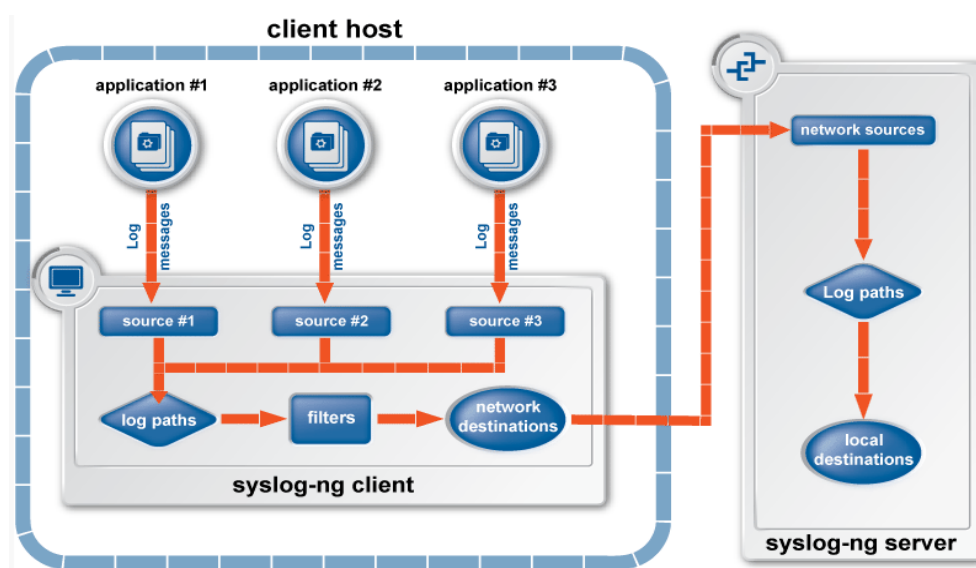 client host
application #1
application #2
application #3
Log
messages
Log
messages
Log
messages
source #1
source #2
source #3
log paths
filters
network
destinations
syslog-ng client
network sources
Log paths
local
destinations
syslog-ng server